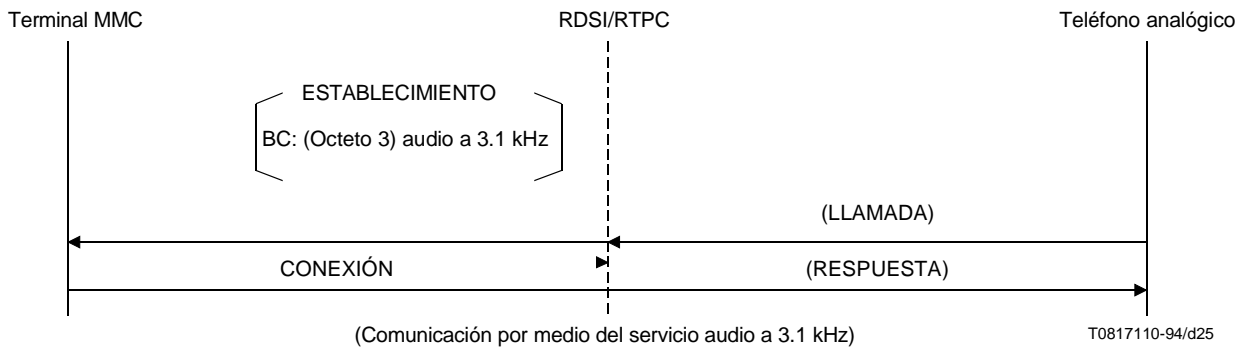 Terminal MMC
RDSI/RTPC
Teléfono analógico
ESTABLECIMIENTO
BC: (Octeto 3) audio a 3.1 kHz
(LLAMADA)
CONEXIÓN
(RESPUESTA)
(Comunicación por medio del servicio audio a 3.1 kHz)
T0817110-94/d25